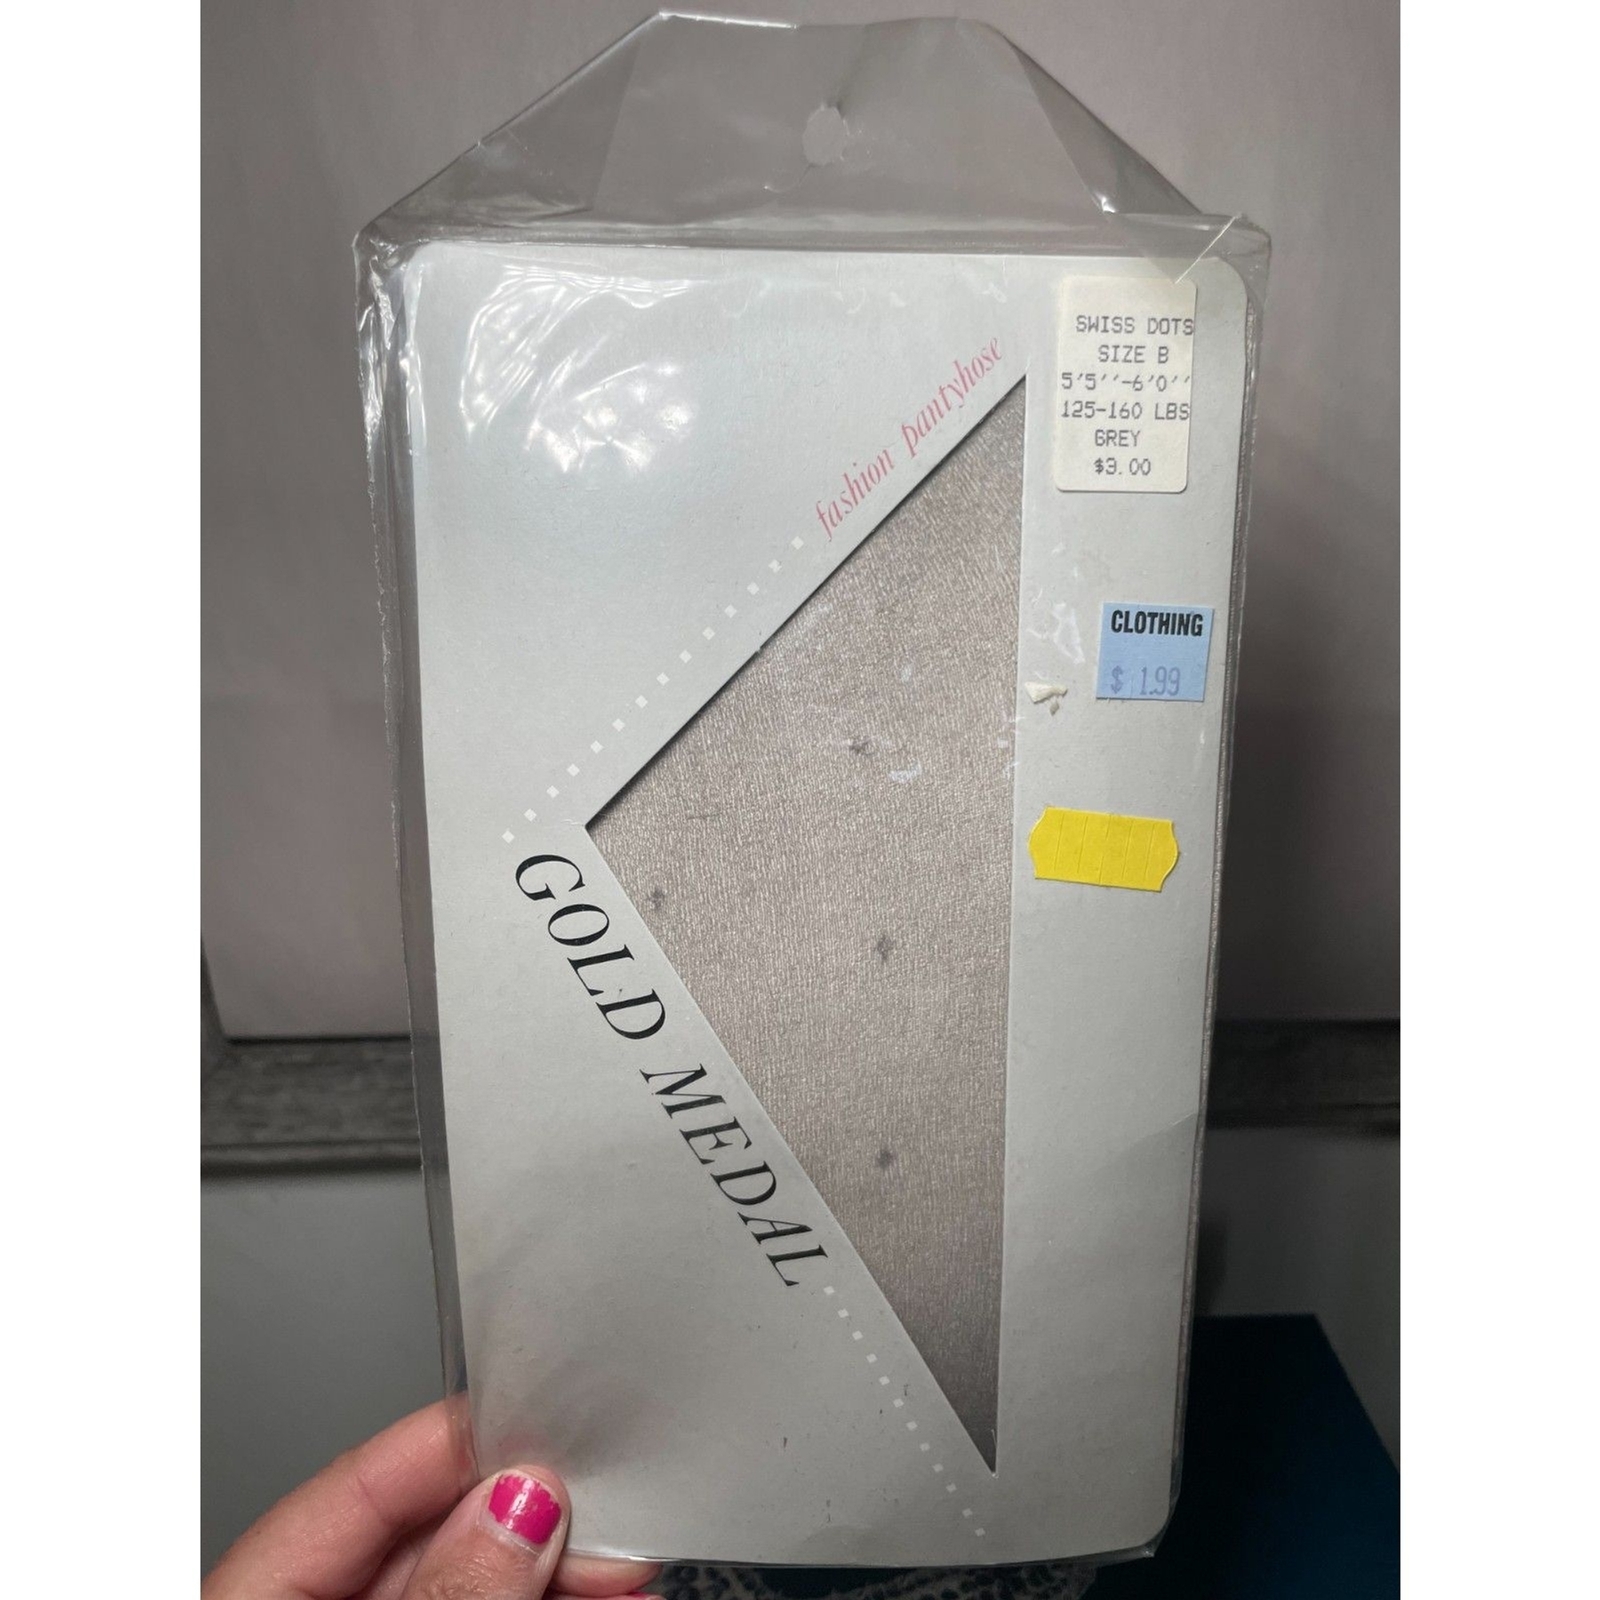 fashion pantyhose
SWISS DOTS
SIZE B
5'5''-6'0''
125-160 LBS
GREY
$3.00
CLOTHING
$ 1.99
GOLD MEDAL